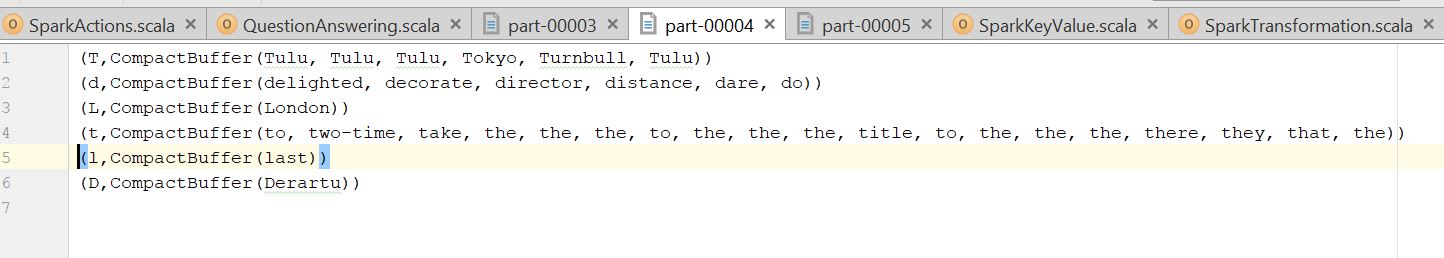 SparkActions.scala × QuestionAnswering.scala × part-00003 × part-00004 × part-00005 × SparkKeyValue.scala × SparkTransformation.scala ×
1 (T,CompactBuffer(Tulu, Tulu, Tulu, Tokyo, Turnbull, Tulu))
2 (d,CompactBuffer(delighted, decorate, director, distance, dare, do))
3 (L,CompactBuffer(London))
4 (t,CompactBuffer(to, two-time, take, the, the, the, to, the, the, the, title, to, the, the, the, there, they, that, the))
5 (l,CompactBuffer(last))
6 (D,CompactBuffer(Derartu))
7